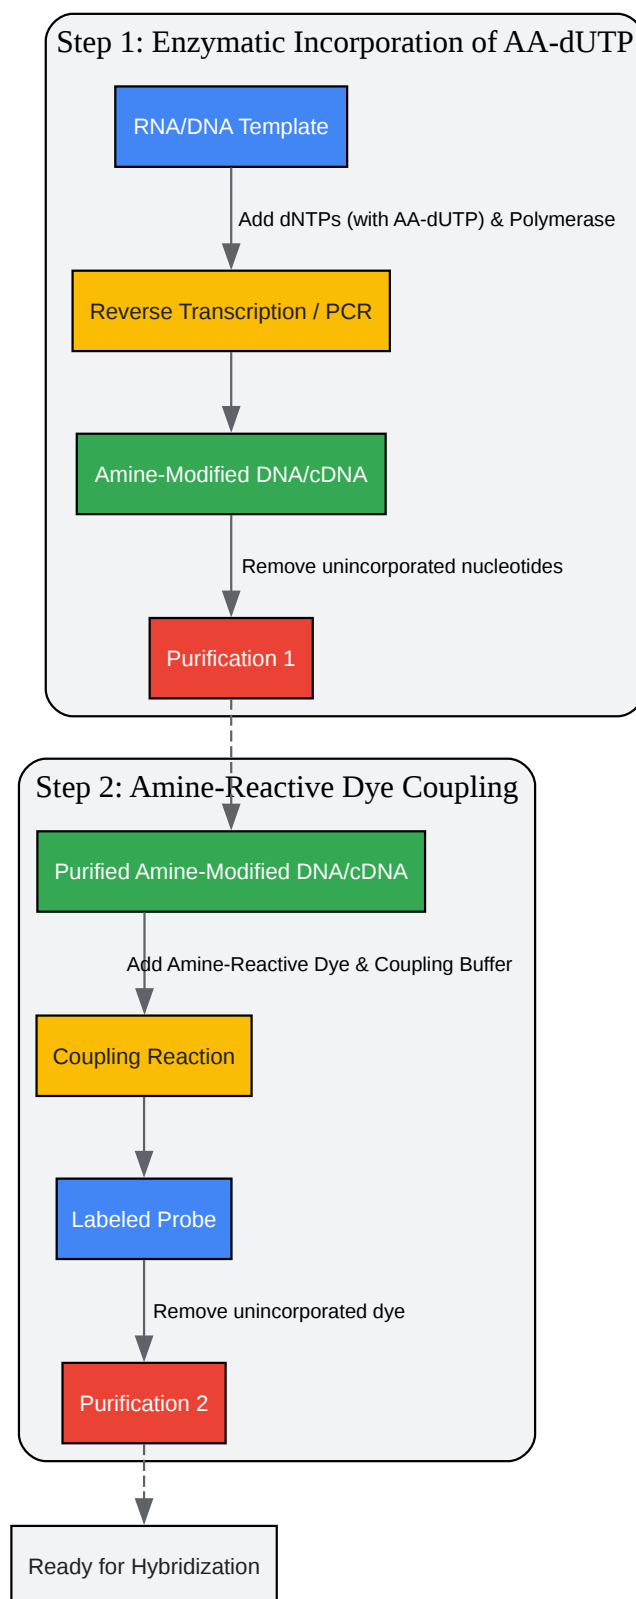 Step 1: Enzymatic Incorporation of AA-dUTP
RNA/DNA Template
Add dNTPs (with AA-dUTP) & Polymerase
Reverse Transcription / PCR
Amine-Modified DNA/cDNA
Remove unincorporated nucleotides
Purification 1
Step 2: Amine-Reactive Dye Coupling
Purified Amine-Modified DNA/cDNA
Add Amine-Reactive Dye & Coupling Buffer
Coupling Reaction
Labeled Probe
Remove unincorporated dye
Purification 2
Ready for Hybridization